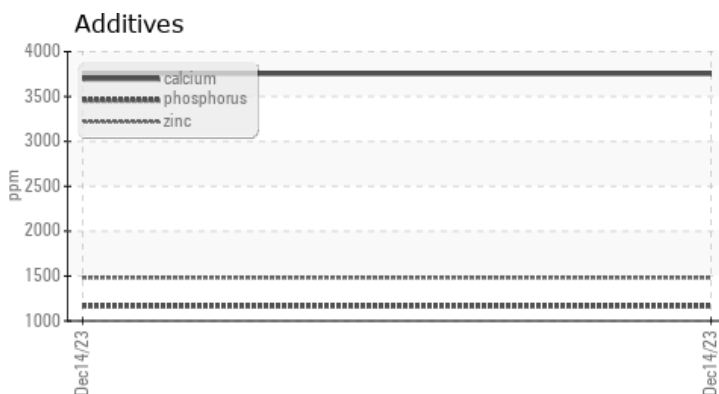 Additives
4000
3500
3000
2500
2000
1500
1000
ppm
calcium
phosphorus
zinc
Dec14/23
Dec14/23